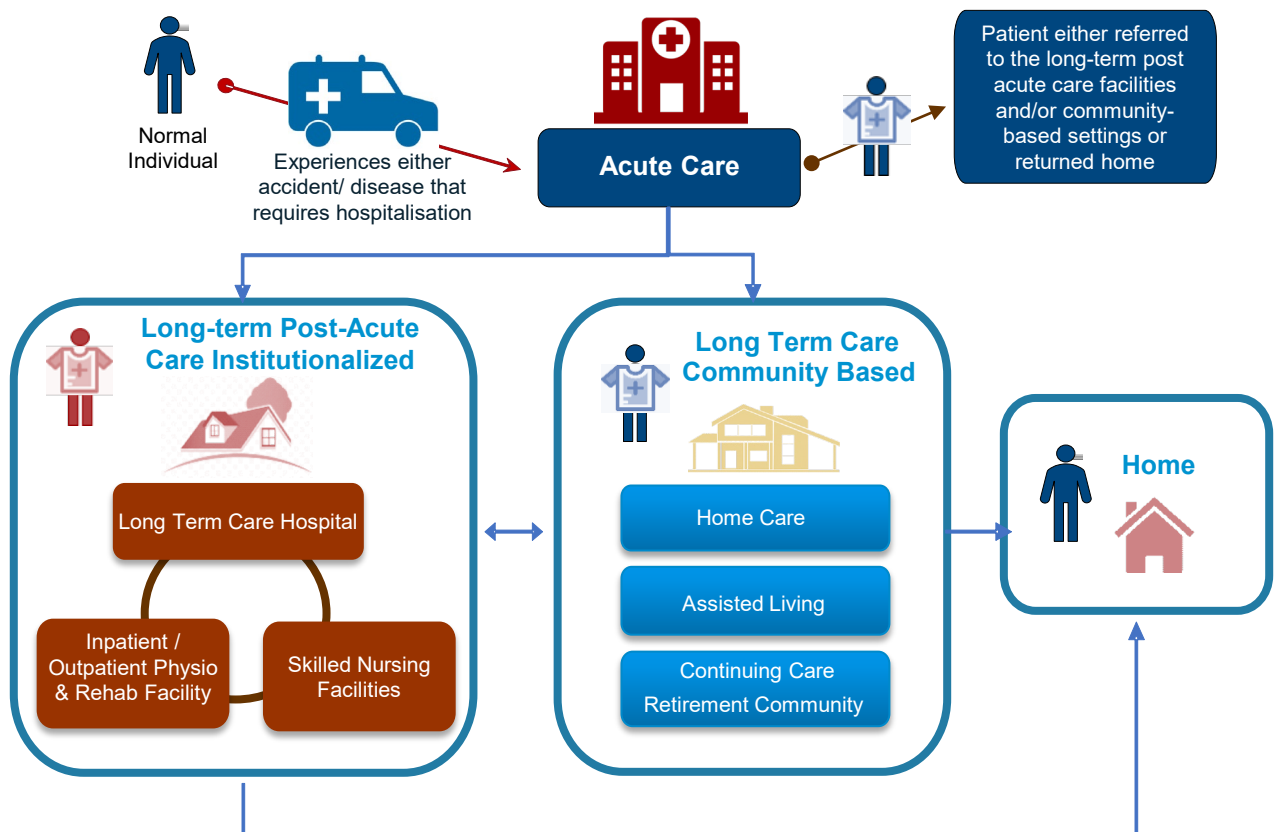 Normal
Individual
Experiences either
accident/ disease that
requires hospitalisation
Acute Care
Patient either referred
to the long-term post
acute care facilities
and/or community-
based settings or
returned home
Long-term Post-Acute
Care Institutionalized
Long Term Care Hospital
Inpatient /
Outpatient Physio
& Rehab Facility
Skilled Nursing
Facilities
Long Term Care
Community Based
Home Care
Assisted Living
Continuing Care
Retirement Community
Home